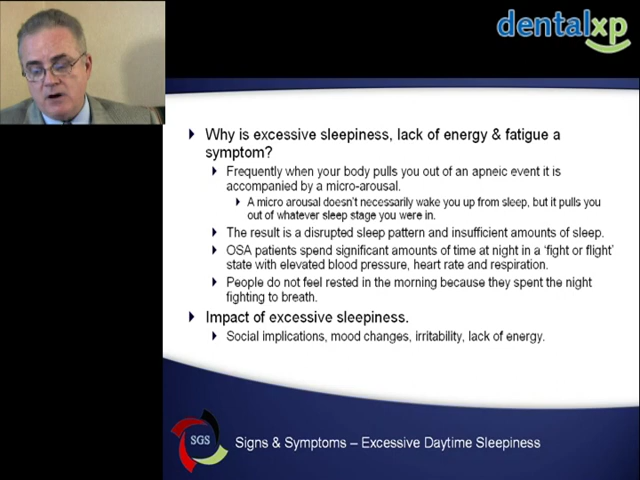 dentalxp
Why is excessive sleepiness, lack of energy & fatigue a
symptom?
Frequently when your body pulls you out of an apneic event it is
accompanied by a micro-arousal.
A micro arousal doesn't necessarily wake you up from sleep, but it pulls you
out of whatever sleep stage you were in.
The result is a disrupted sleep pattern and insufficient amounts of sleep.
OSA patients spend significant amounts of time at night in a 'fight or flight'
state with elevated blood pressure, heart rate and respiration.
People do not feel rested in the morning because they spent the night
fighting to breath.
Impact of excessive sleepiness.
Social implications, mood changes, irritability, lack of energy.
SGS
Signs & Symptoms – Excessive Daytime Sleepiness